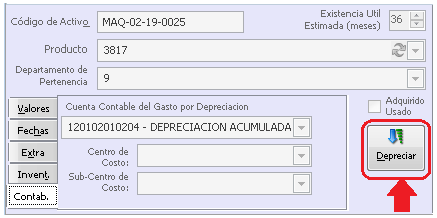 Código de Activo
MAQ-02-19-0025
Existencia Util
Estimada (meses)
36
Producto
3817
Departamento de
Pertenencia
9
Adquirido
Usado
Valores
Fechas
Extra
Invent.
Contab.
Cuenta Contable del Gasto por Depreciacion
120102010204 - DEPRECIACION ACUMULADA
Centro de
Costo:
Sub-Centro de
Costo:
Depreciar